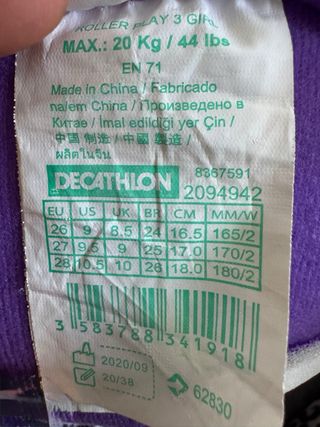 ROLLER PLAY 3 GIRL
MAX.: 20 Kg / 44 lbs
EN 71
Made in China / Fabricado
na/em China / Произведено в
Китае / İmal edildiği yer Çin /
中国 制造 / 中國 製造 /
ผลิตในจีน
DECATHLON
8367591
2094942
EU US UK BR CM MM/W
26 9 8.5 24 16.5 165/2
27 9.5 9 25 17.0 170/2
28 10.5 10 26 18.0 180/2
3 583788 341918
2020/09
20/38
62830